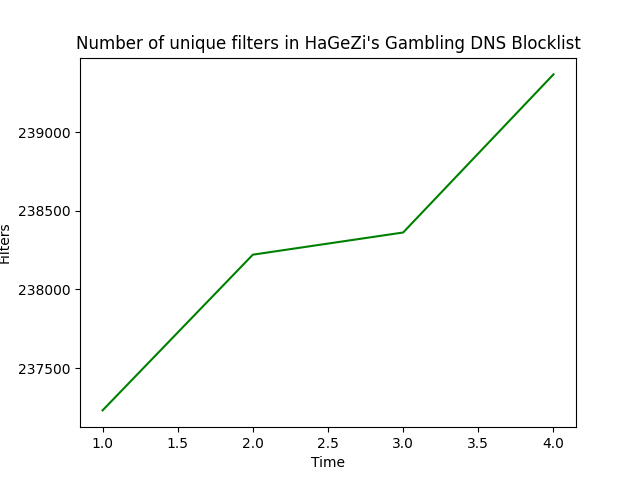 Number of unique filters in HaGeZi's Gambling DNS Blocklist
239000
238500
238000
237500
Filters
1.0 1.5 2.0 2.5 3.0 3.5 4.0
Time